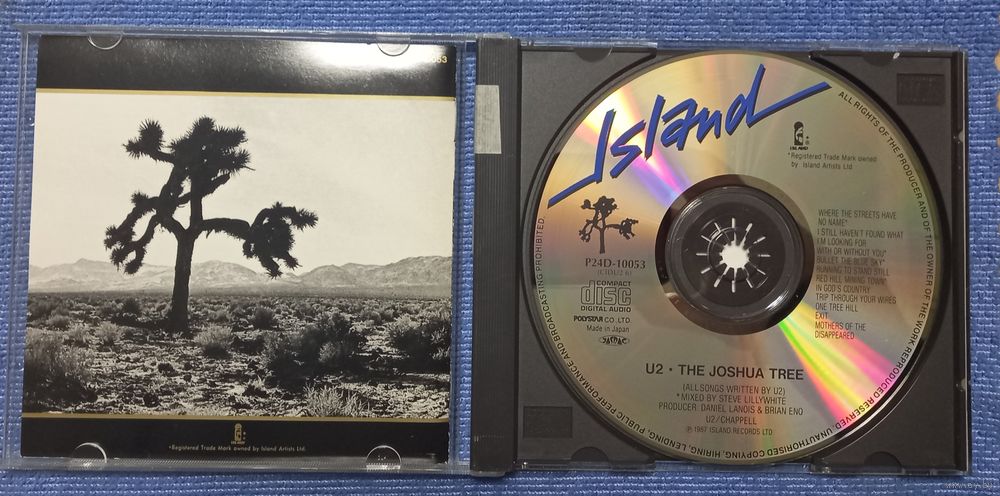 53
*Registered Trade Mark owned by Island Artists Ltd.
Island
ISLAND
*Registered Trade Mark owned
by Island Artists Ltd
P24D-10053
(CIDU2 6)
COMPACT
disc
DIGITAL AUDIO
POLYSTAR CO., LTD.
Made in Japan
WHERE THE STREETS HAVE
NO NAME*
I STILL HAVEN'T FOUND WHAT
I'M LOOKING FOR
WITH OR WITHOUT YOU*
BULLET THE BLUE SKY*
RUNNING TO STAND STILL
RED HILL MINING TOWN
IN GOD'S COUNTRY
TRIP THROUGH YOUR WIRES
ONE TREE HILL
EXIT
MOTHERS OF THE
DISAPPEARED
U2 • THE JOSHUA TREE
(ALL SONGS WRITTEN BY U2)
* MIXED BY STEVE LILLYWHITE
PRODUCER DANIEL LANOIS & BRIAN ENO
U2/CHAPPELL
℗ 1987 ISLAND RECORDS LTD
ALL RIGHTS OF THE PRODUCER AND OF THE OWNER OF THE WORK REPRODUCED RESERVED. UNAUTHORISED COPYING, HIRING, LENDING, PUBLIC PERFORMANCE AND BROADCASTING PROHIBITED.